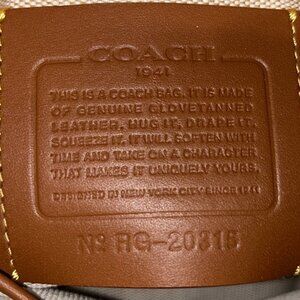 COACH
1941
THIS IS A COACH BAG. IT IS MADE
OF GENUINE GLOVETANNED
LEATHER. HUG IT. DRAPE IT.
SQUEEZE IT. IT WILL SOFTEN WITH
TIME AND TAKE ON A CHARACTER
THAT MAKES IT UNIQUELY YOURS.
DESIGNED IN NEW YORK CITY SINCE 1941
Nº RG-20315